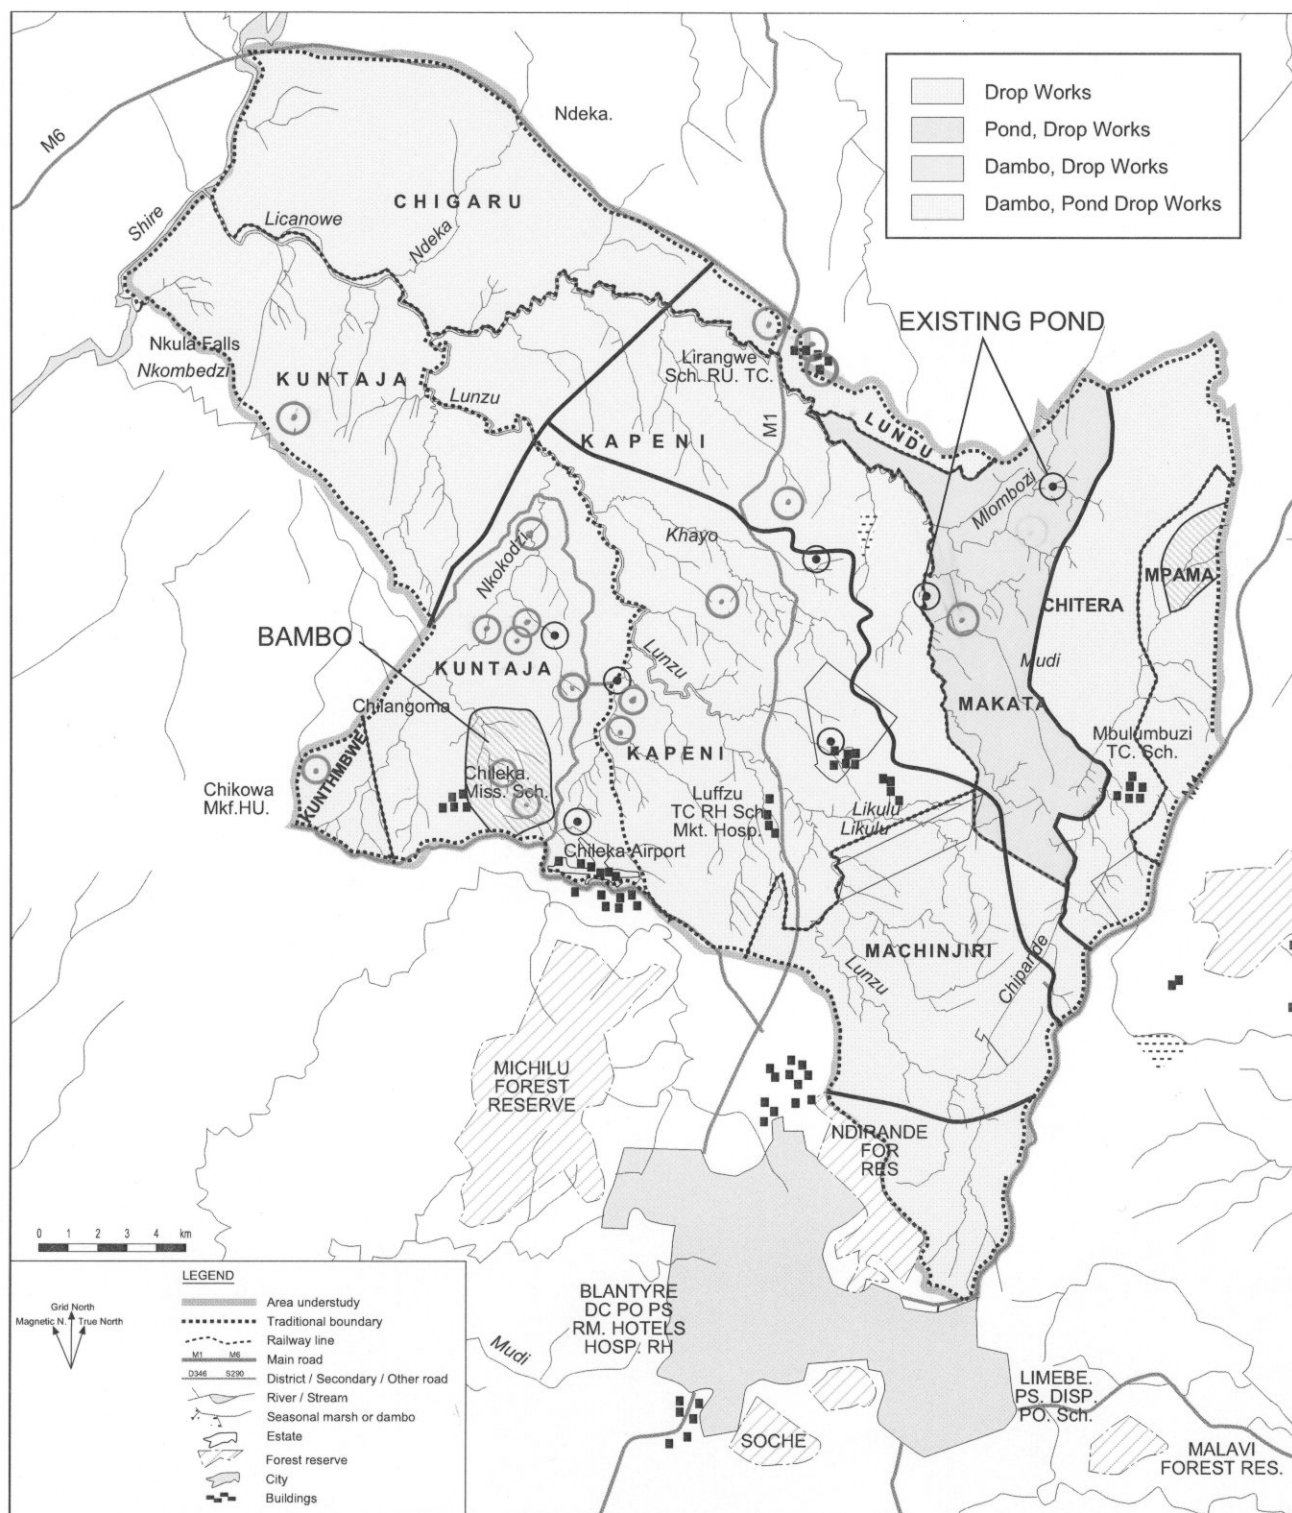 Drop Works
Pond, Drop Works
Dambo, Drop Works
Dambo, Pond Drop Works
M6
Ndeka.
CHIGARU
Shire
Licanowe
Ndeka
EXISTING POND
Nkula Falls
Nkombedzi
KUNTAJA
Lunzu
Lirangwe
Sch. RU. TC.
M1
KAPENI
LUNDU
Mlombozi
Khayo
Nkokodzi
MPAMA
CHITERA
BAMBO
KUNTAJA
Lunzu
Mudi
Chilangoma
MAKATA
KUNTHMBWE
KAPENI
Mbulumbuzi
TC. Sch.
Chikowa
Mkf.HU.
Chileka.
Miss. Sch.
Luffzu
TC RH Sch.
Mkt. Hosp.
Likulu
Likulu
Chileka Airport
MACHINJIRI
Lunzu
Chipande
MICHILU
FOREST
RESERVE
NDIRANDE
FOR
RES
0 1 2 3 4 km
BLANTYRE
DC PO PS
RM. HOTELS
HOSP. RH
Mudi
LIMEBE.
PS. DISP.
PO. Sch.
SOCHE
MALAVI
FOREST RES.
LEGEND
Grid North
Magnetic N. True North
Area understudy
Traditional boundary
Railway line
M1 M6 Main road
D346 S290 District / Secondary / Other road
River / Stream
Seasonal marsh or dambo
Estate
Forest reserve
City
Buildings